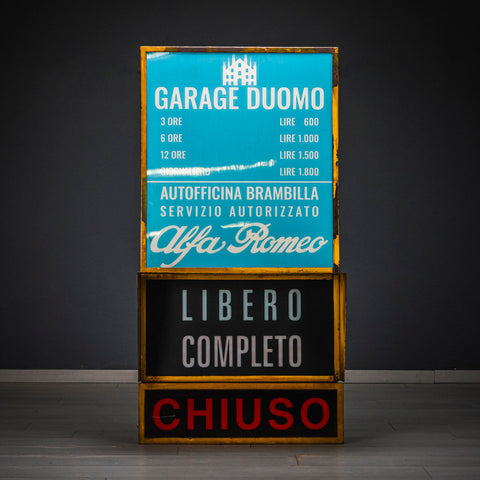 GARAGE DUOMO
3 ORE LIRE 600
6 ORE LIRE 1.000
12 ORE LIRE 1.500
GIORNALIERO LIRE 1.800
AUTOFFICINA BRAMBILLA
SERVIZIO AUTORIZZATO
Alfa Romeo
LIBERO
COMPLETO
CHIUSO